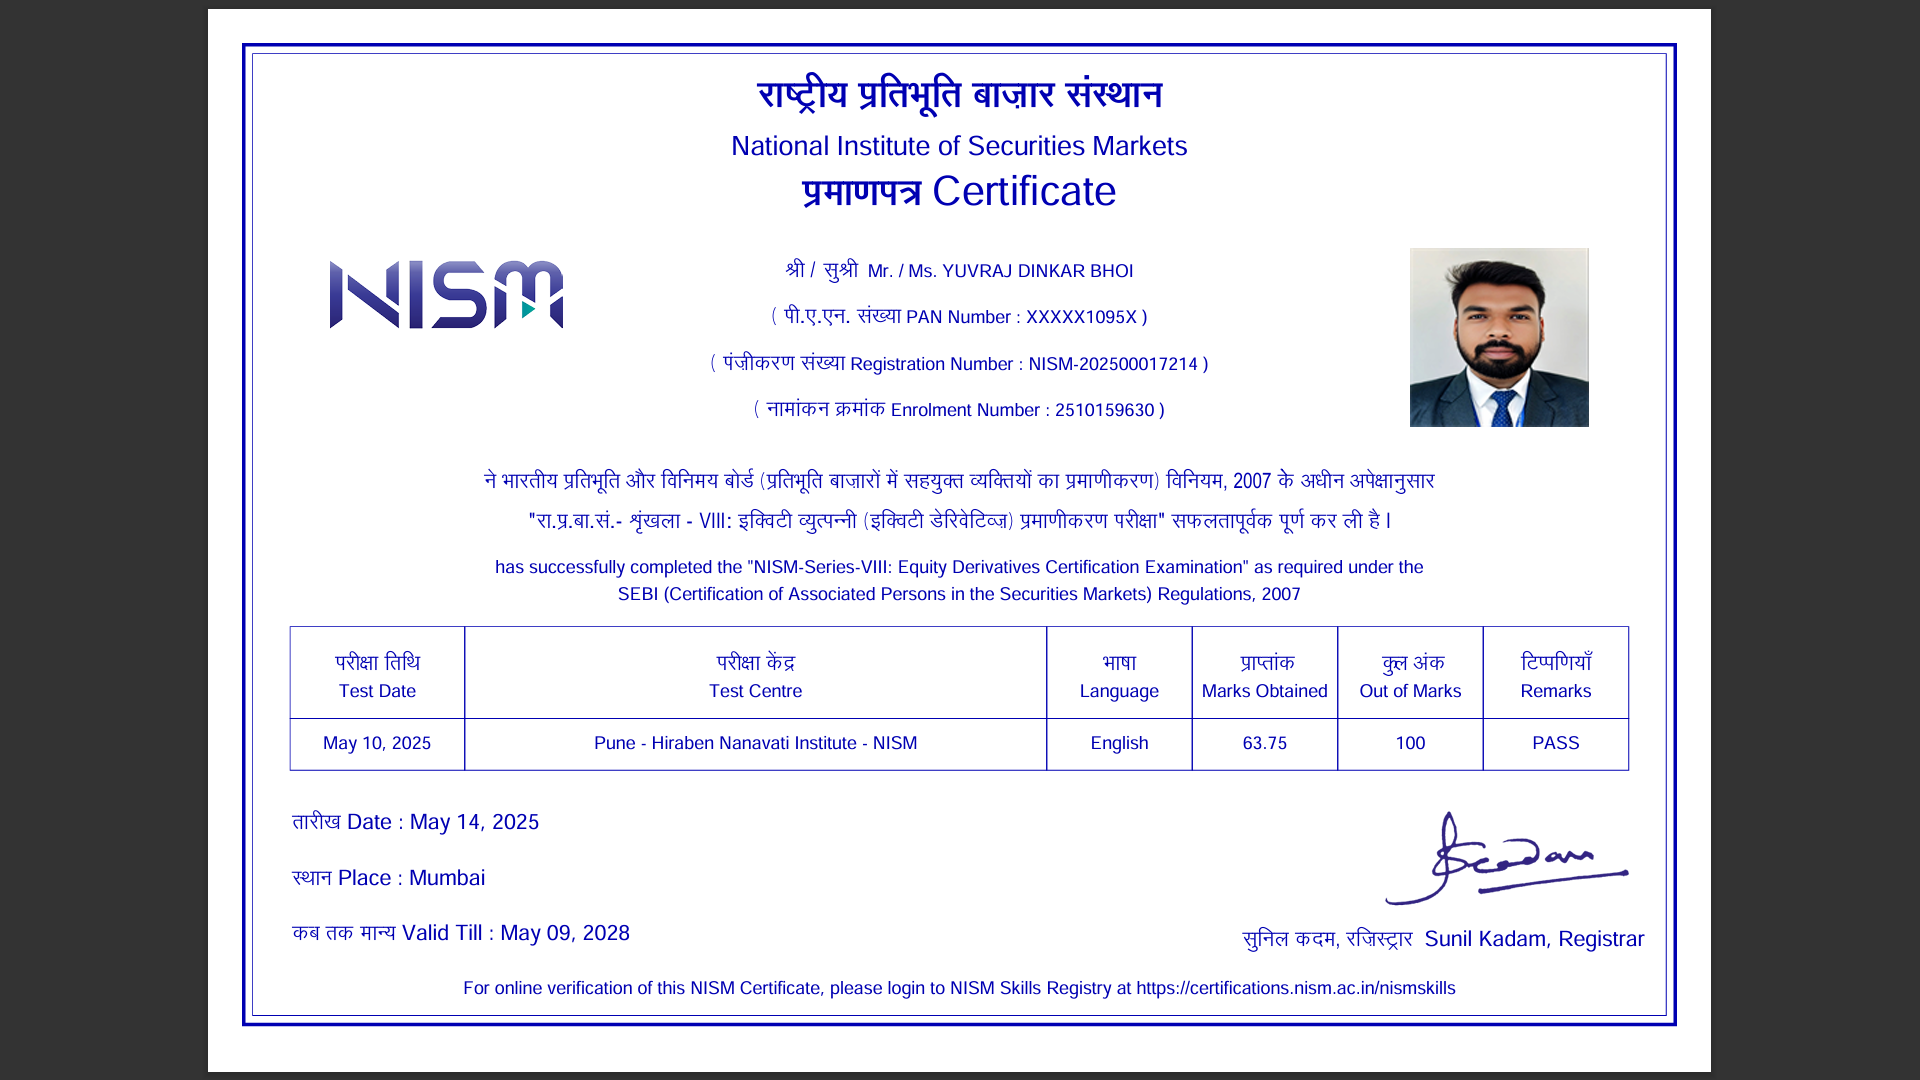 राष्ट्रीय प्रतिभूति बाज़ार संस्थान
National Institute of Securities Markets
प्रमाणपत्र Certificate
NISM
श्री / सुश्री Mr. / Ms. YUVRAJ DINKAR BHOI
( पी.ए.एन. संख्या PAN Number : XXXXX1095X )
( पंजीकरण संख्या Registration Number : NISM-202500017214 )
( नामांकन क्रमांक Enrolment Number : 2510159630 )
ने भारतीय प्रतिभूति और विनिमय बोर्ड (प्रतिभूति बाज़ारों में सहयुक्त व्यक्तियों का प्रमाणीकरण) विनियम, 2007 के अधीन अपेक्षानुसार
"रा.प्र.बा.सं.- शृंखला - VIII: इक्विटी व्युत्पन्नी (इक्विटी डेरिवेटिव्ज़) प्रमाणीकरण परीक्षा" सफलतापूर्वक पूर्ण कर ली है I
has successfully completed the "NISM-Series-VIII: Equity Derivatives Certification Examination" as required under the
SEBI (Certification of Associated Persons in the Securities Markets) Regulations, 2007
परीक्षा तिथि परीक्षा केंद्र भाषा प्राप्तांक कुल अंक टिप्पणियाँ
Test Date Test Centre Language Marks Obtained Out of Marks Remarks
May 10, 2025 Pune - Hiraben Nanavati Institute - NISM English 63.75 100 PASS
तारीख Date : May 14, 2025
स्थान Place : Mumbai
कब तक मान्य Valid Till : May 09, 2028
सुनिल कदम, रजिस्ट्रार Sunil Kadam, Registrar
For online verification of this NISM Certificate, please login to NISM Skills Registry at https://certifications.nism.ac.in/nismskills